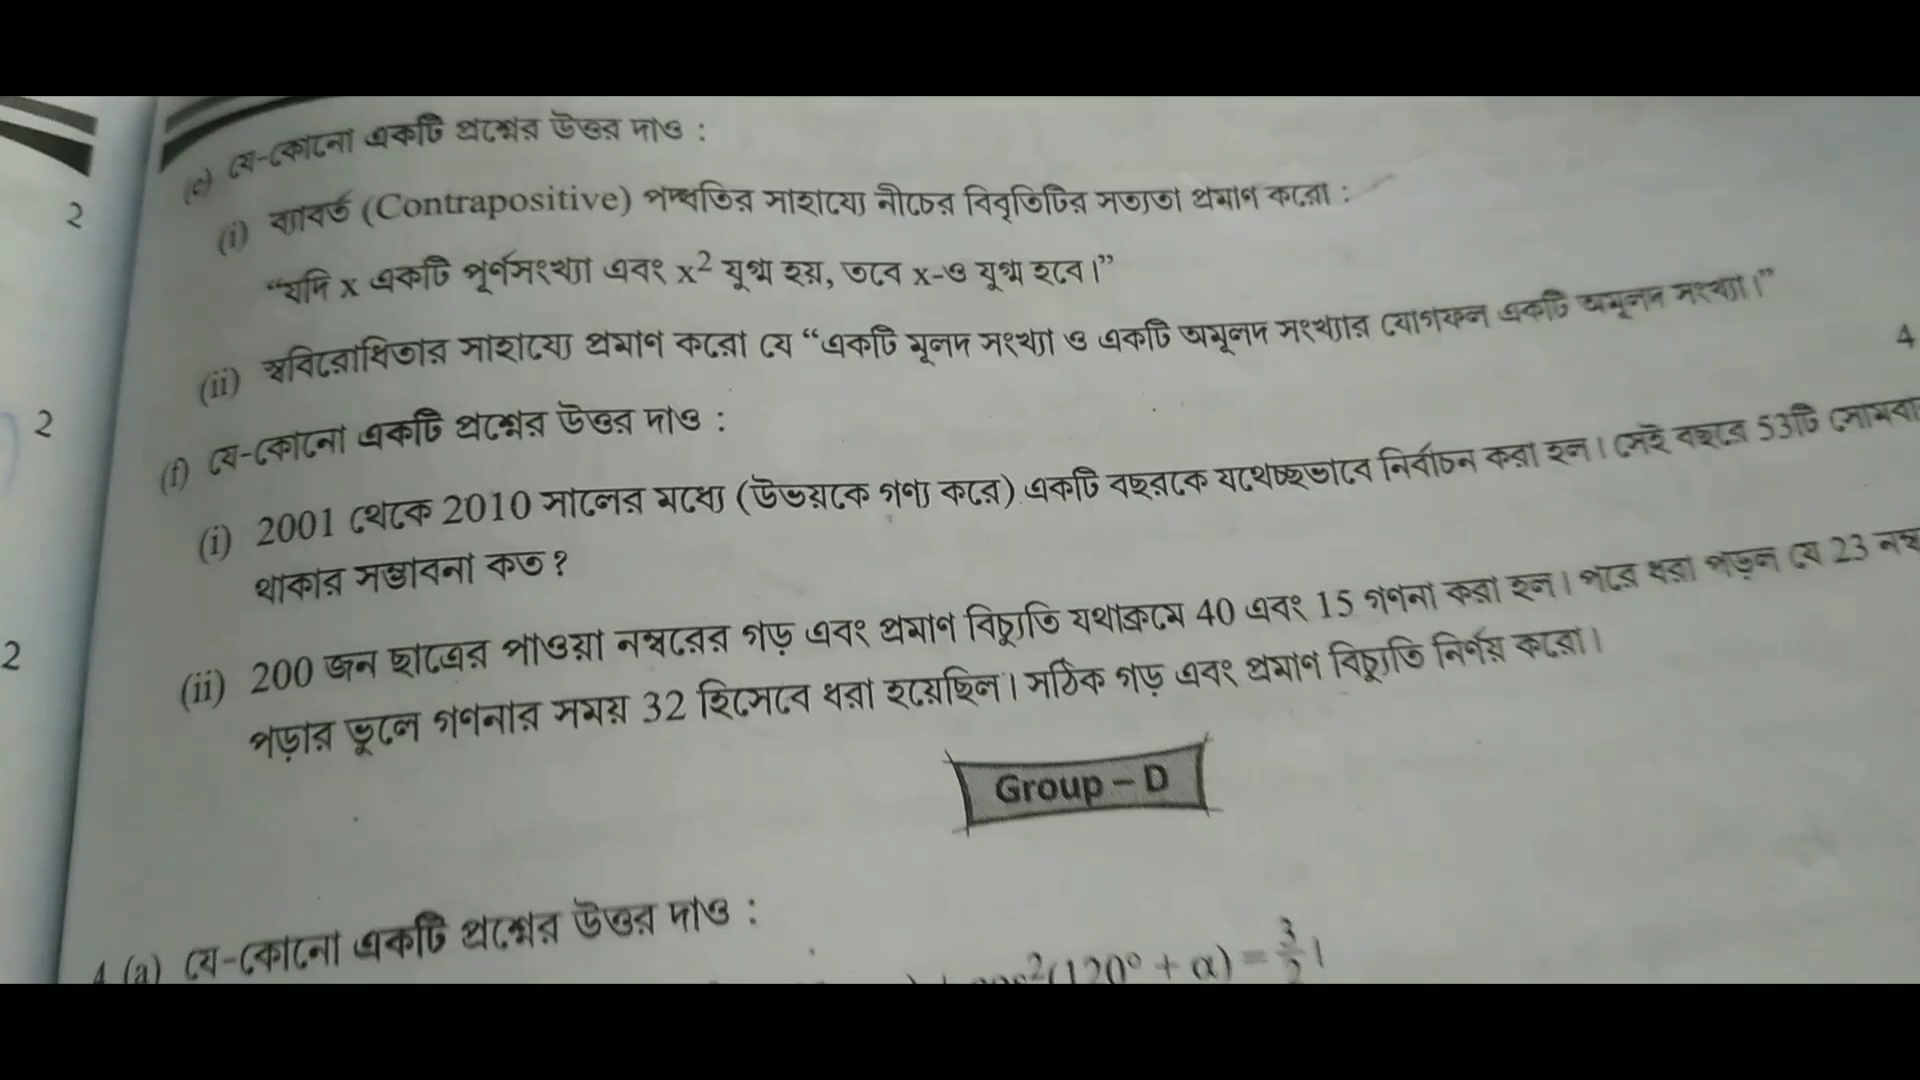 (e) যে-কোনো একটি প্রশ্নের উত্তর দাও :
2
(i) ব্যাবর্ত (Contrapositive) পদ্ধতির সাহায্যে নীচের বিবৃতিটির সত্যতা প্রমাণ করো :
“যদি x একটি পূর্ণসংখ্যা এবং x² যুগ্ম হয়, তবে x-ও যুগ্ম হবে।”
(ii) স্ববিরোধিতার সাহায্যে প্রমাণ করো যে “একটি মূলদ সংখ্যা ও একটি অমূলদ সংখ্যার যোগফল একটি অমূলদ সংখ্যা।”
4
2
(f) যে-কোনো একটি প্রশ্নের উত্তর দাও :
(i) 2001 থেকে 2010 সালের মধ্যে (উভয়কে গণ্য করে) একটি বছরকে যথেচ্ছভাবে নির্বাচন করা হল। সেই বছরে 53টি সোমবা
থাকার সম্ভাবনা কত?
2
(ii) 200 জন ছাত্রের পাওয়া নম্বরের গড় এবং প্রমাণ বিচ্যুতি যথাক্রমে 40 এবং 15 গণনা করা হল। পরে ধরা পড়ল যে 23 নম্ব
পড়ার ভুলে গণনার সময় 32 হিসেবে ধরা হয়েছিল। সঠিক গড় এবং প্রমাণ বিচ্যুতি নির্ণয় করো।
Group – D
4 (a) যে-কোনো একটি প্রশ্নের উত্তর দাও :
cos²(120° + α) = 3/2।